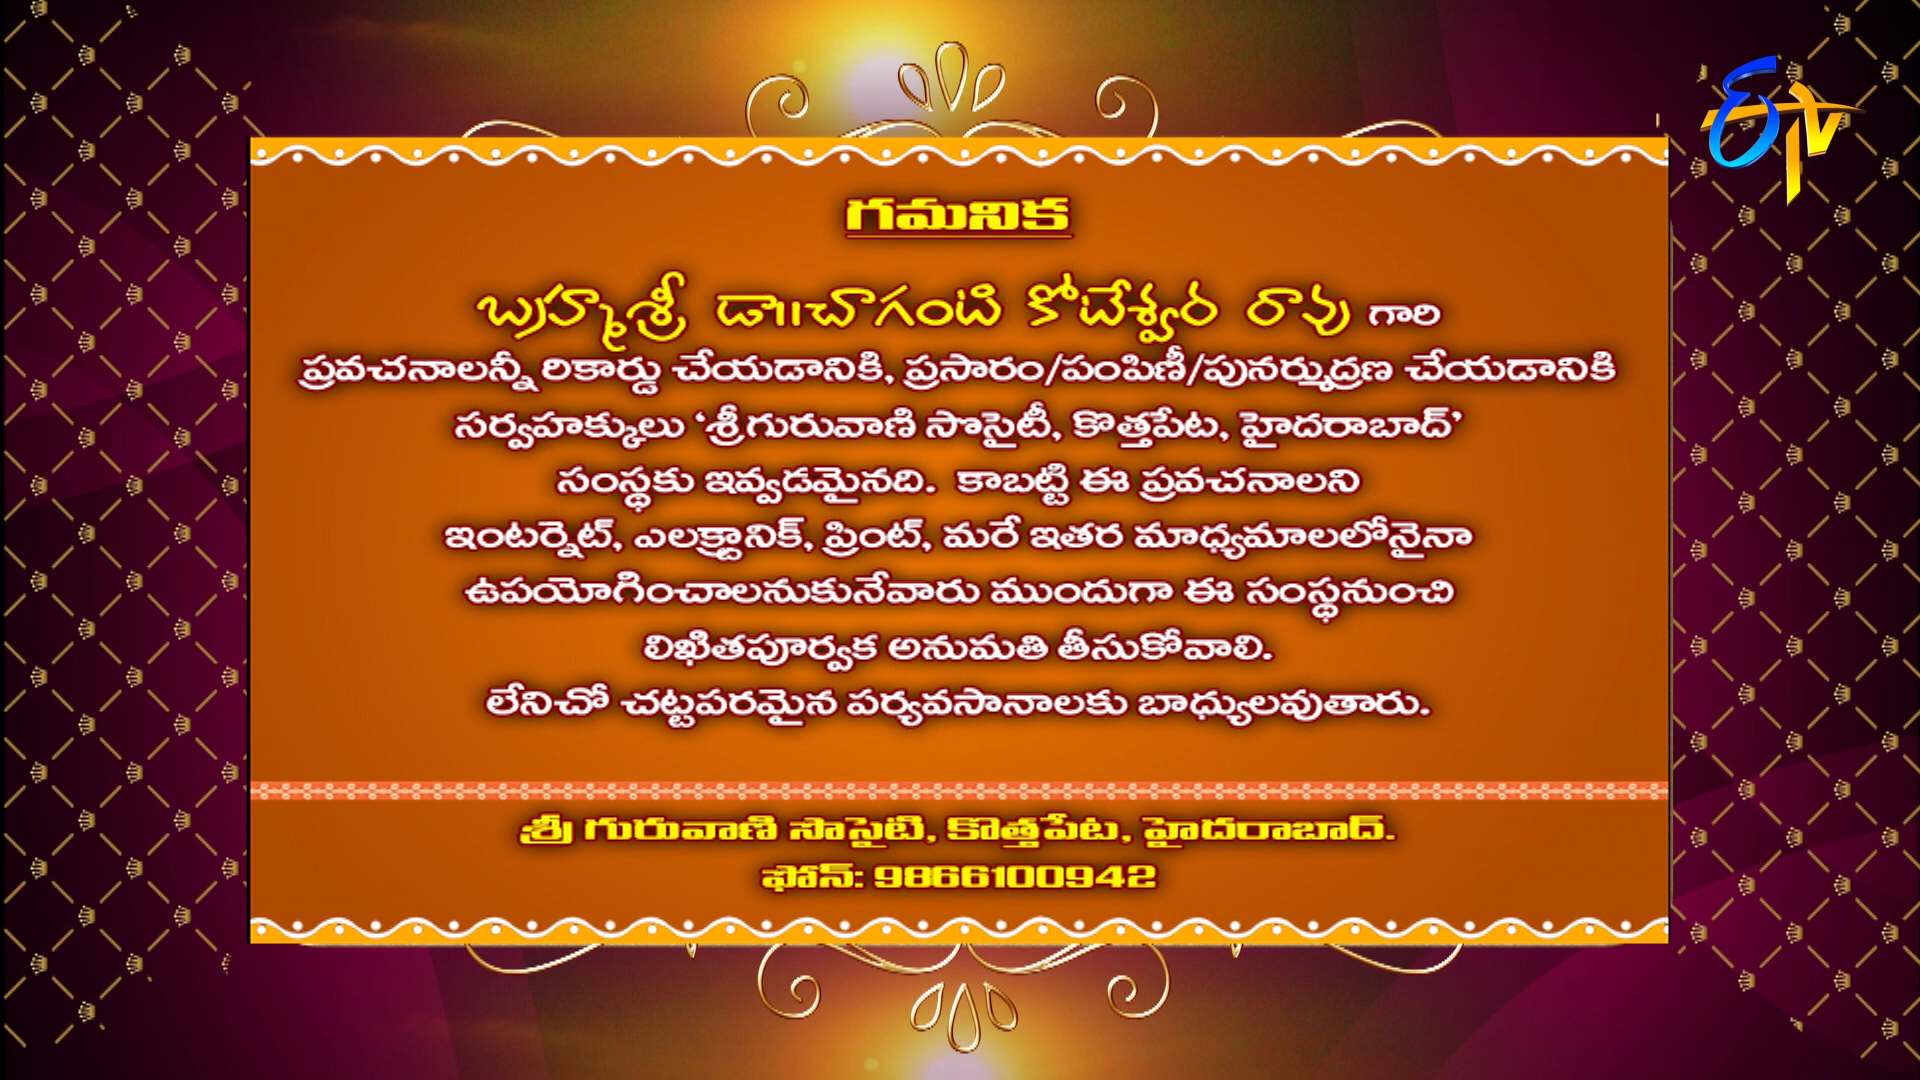 ఈTV
గమనిక
బ్రహ్మశ్రీ డా॥చాగంటి కోటేశ్వర రావు గారి
ప్రవచనాలన్నీ రికార్డు చేయడానికి, ప్రసారం/పంపిణీ/పునర్ముద్రణ చేయడానికి
సర్వహక్కులు ‘శ్రీగురువాణి సొసైటీ, కొత్తపేట, హైదరాబాద్’
సంస్థకు ఇవ్వడమైనది. కాబట్టి ఈ ప్రవచనాలని
ఇంటర్నెట్, ఎలక్ట్రానిక్, ప్రింట్, మరే ఇతర మాధ్యమాలలోనైనా
ఉపయోగించాలనుకునేవారు ముందుగా ఈ సంస్థనుంచి
లిఖితపూర్వక అనుమతి తీసుకోవాలి.
లేనిచో చట్టపరమైన పర్యవసానాలకు బాధ్యులవుతారు.
శ్రీ గురువాణి సొసైటి, కొత్తపేట, హైదరాబాద్.
ఫోన్: 9866100942